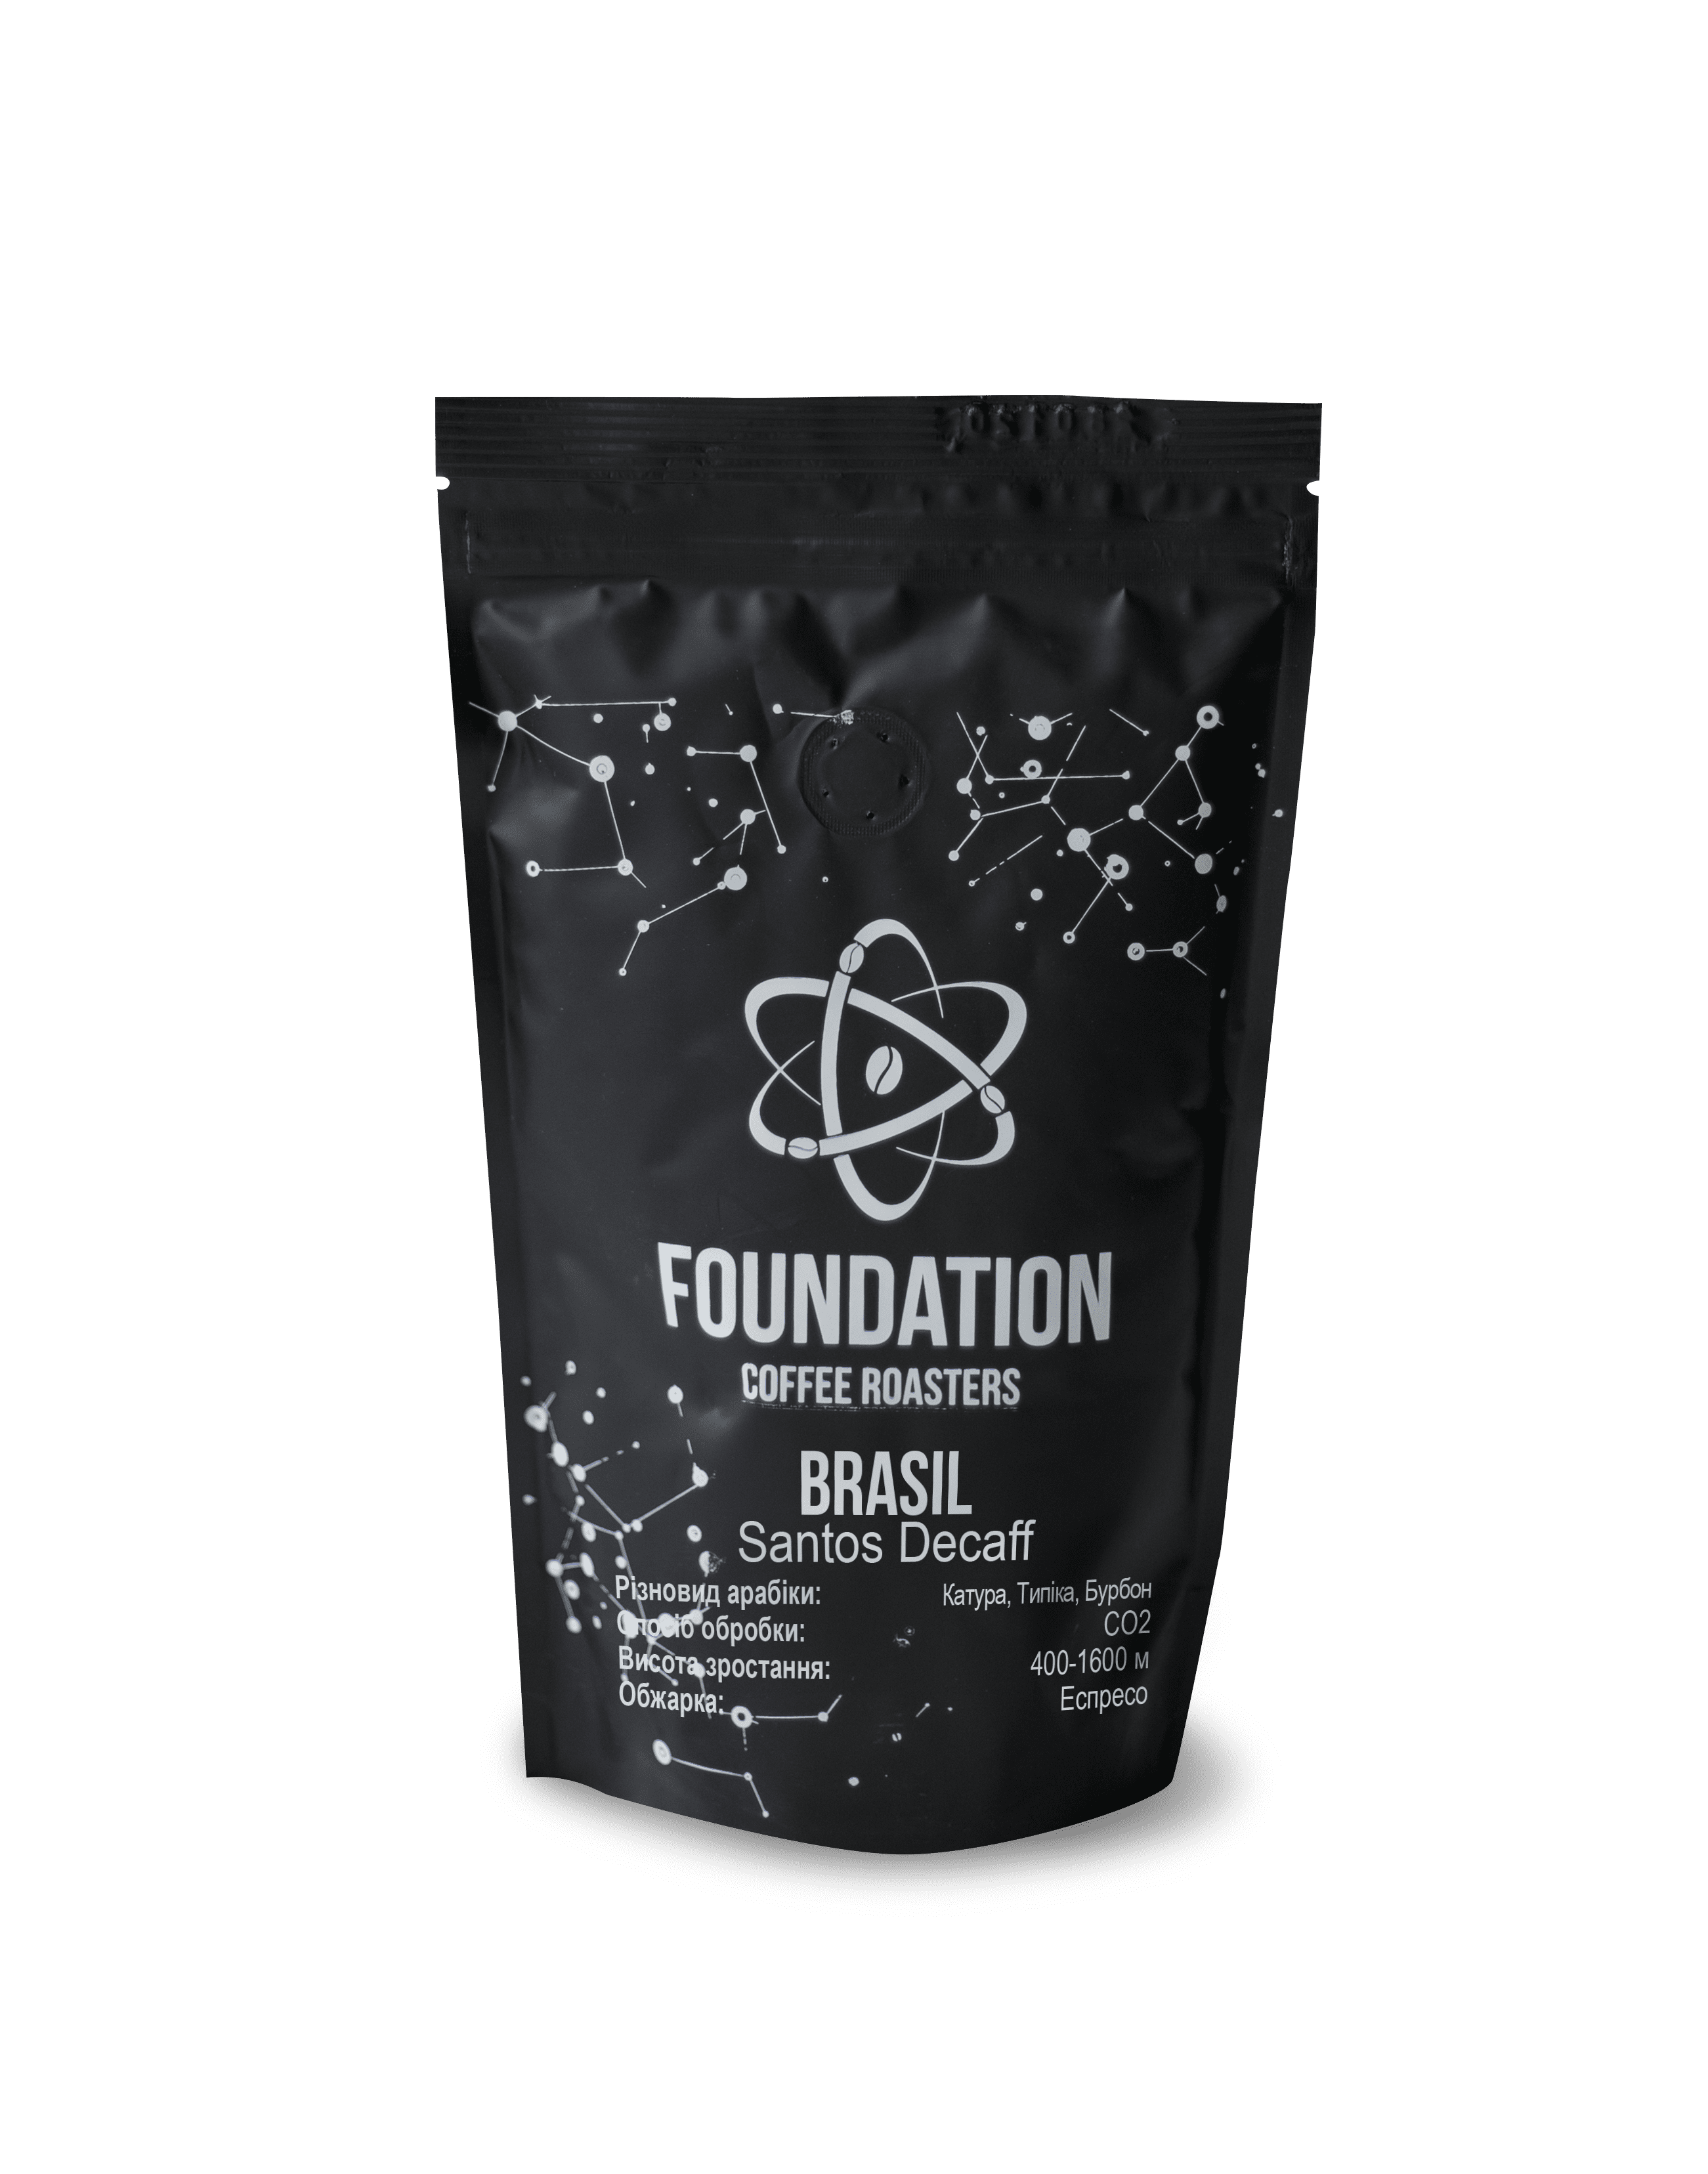 FOUNDATION
COFFEE ROASTERS
BRASIL
Santos Decaff
Різновид арабіки: Катура, Типіка, Бурбон
Спосіб обробки: CO2
Висота зростання: 400-1600 м
Обжарка: Еспресо